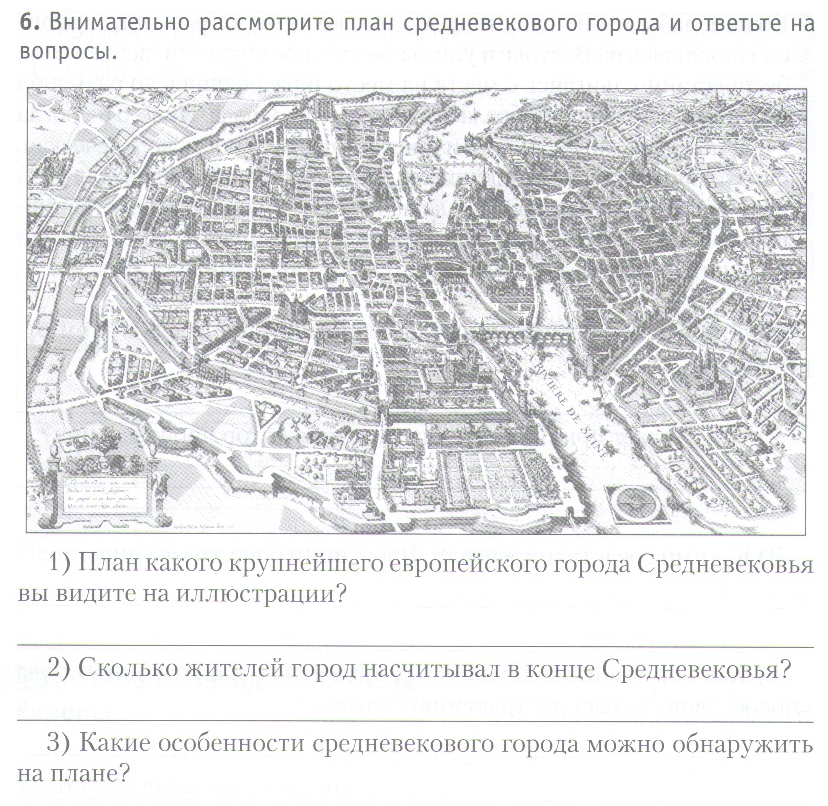 6. Внимательно рассмотрите план средневекового города и ответьте на
вопросы.
RIVIERE DE SEINE
1) План какого крупнейшего европейского города Средневековья
вы видите на иллюстрации?
2) Сколько жителей город насчитывал в конце Средневековья?
3) Какие особенности средневекового города можно обнаружить
на плане?